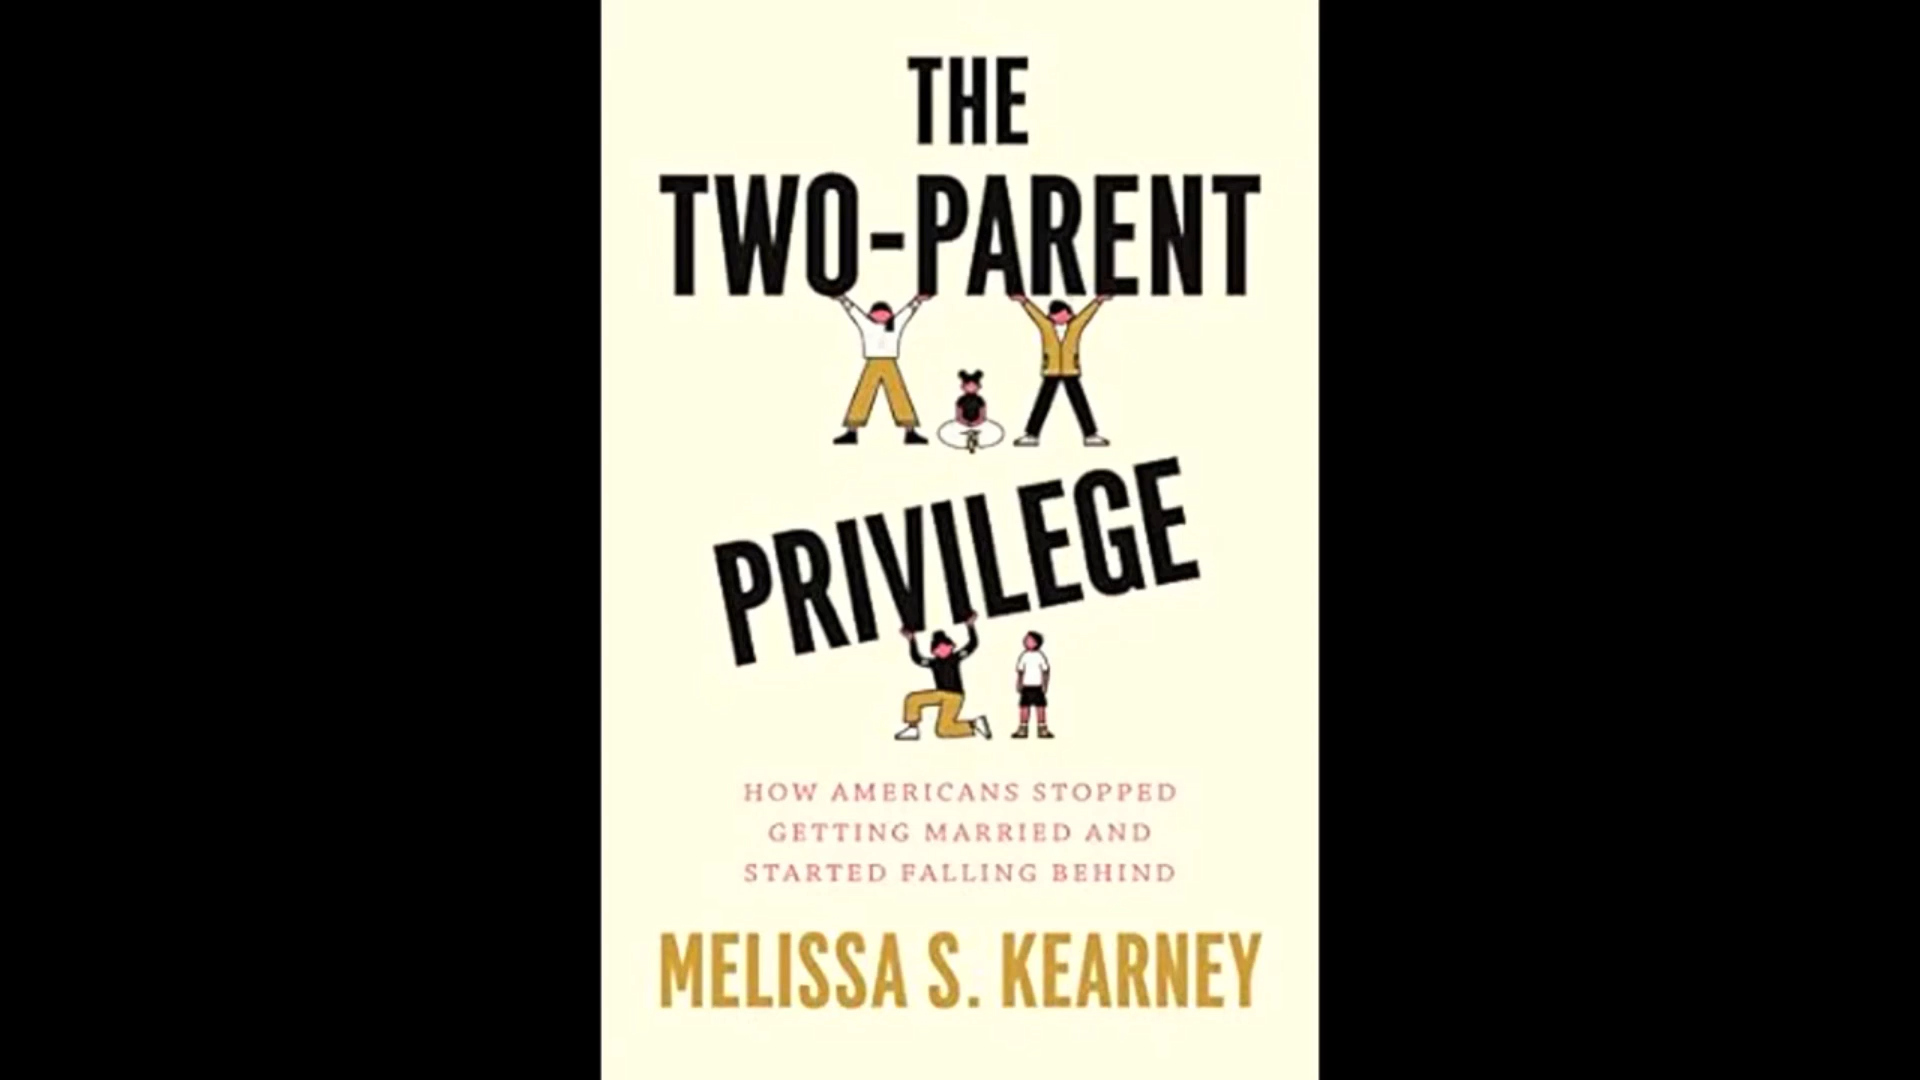 THE
TWO-PARENT
PRIVILEGE
HOW AMERICANS STOPPED
GETTING MARRIED AND
STARTED FALLING BEHIND
MELISSA S. KEARNEY